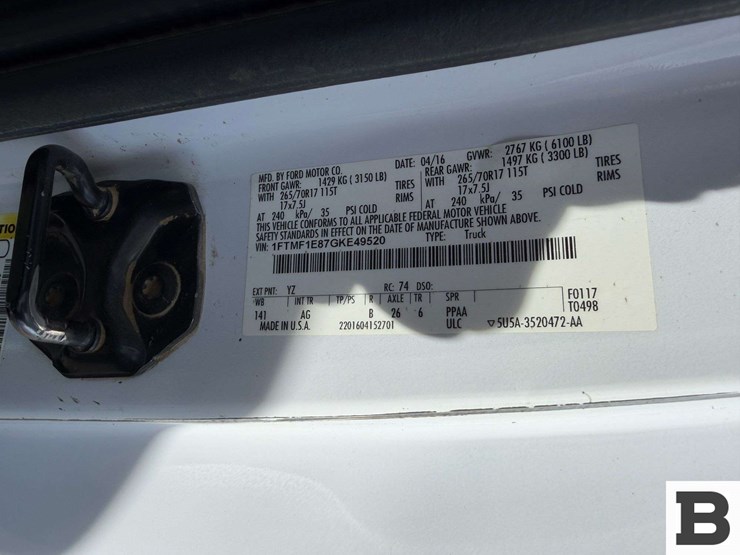 MFD. BY FORD MOTOR CO.
DATE: 04/16 GVWR: 2767 KG ( 6100 LB)
FRONT GAWR: 1429 KG ( 3150 LB) REAR GAWR: 1497 KG ( 3300 LB)
WITH 265/70R17 115T TIRES WITH 265/70R17 115T TIRES
17x7.5J RIMS 17x7.5J RIMS
AT 240 kPa/ 35 PSI COLD AT 240 kPa/ 35 PSI COLD
THIS VEHICLE CONFORMS TO ALL APPLICABLE FEDERAL MOTOR VEHICLE
SAFETY STANDARDS IN EFFECT ON THE DATE OF MANUFACTURE SHOWN ABOVE.
VIN: 1FTMF1E87GKE49520 TYPE: Truck
EXT PNT: YZ RC: 74 DSO:
WB INT TR TP/PS R AXLE TR SPR F0117
141 AG B 26 6 PPAA T0498
MADE IN U.S.A. 2201604152701 ULC ▽5U5A-3520472-AA
B